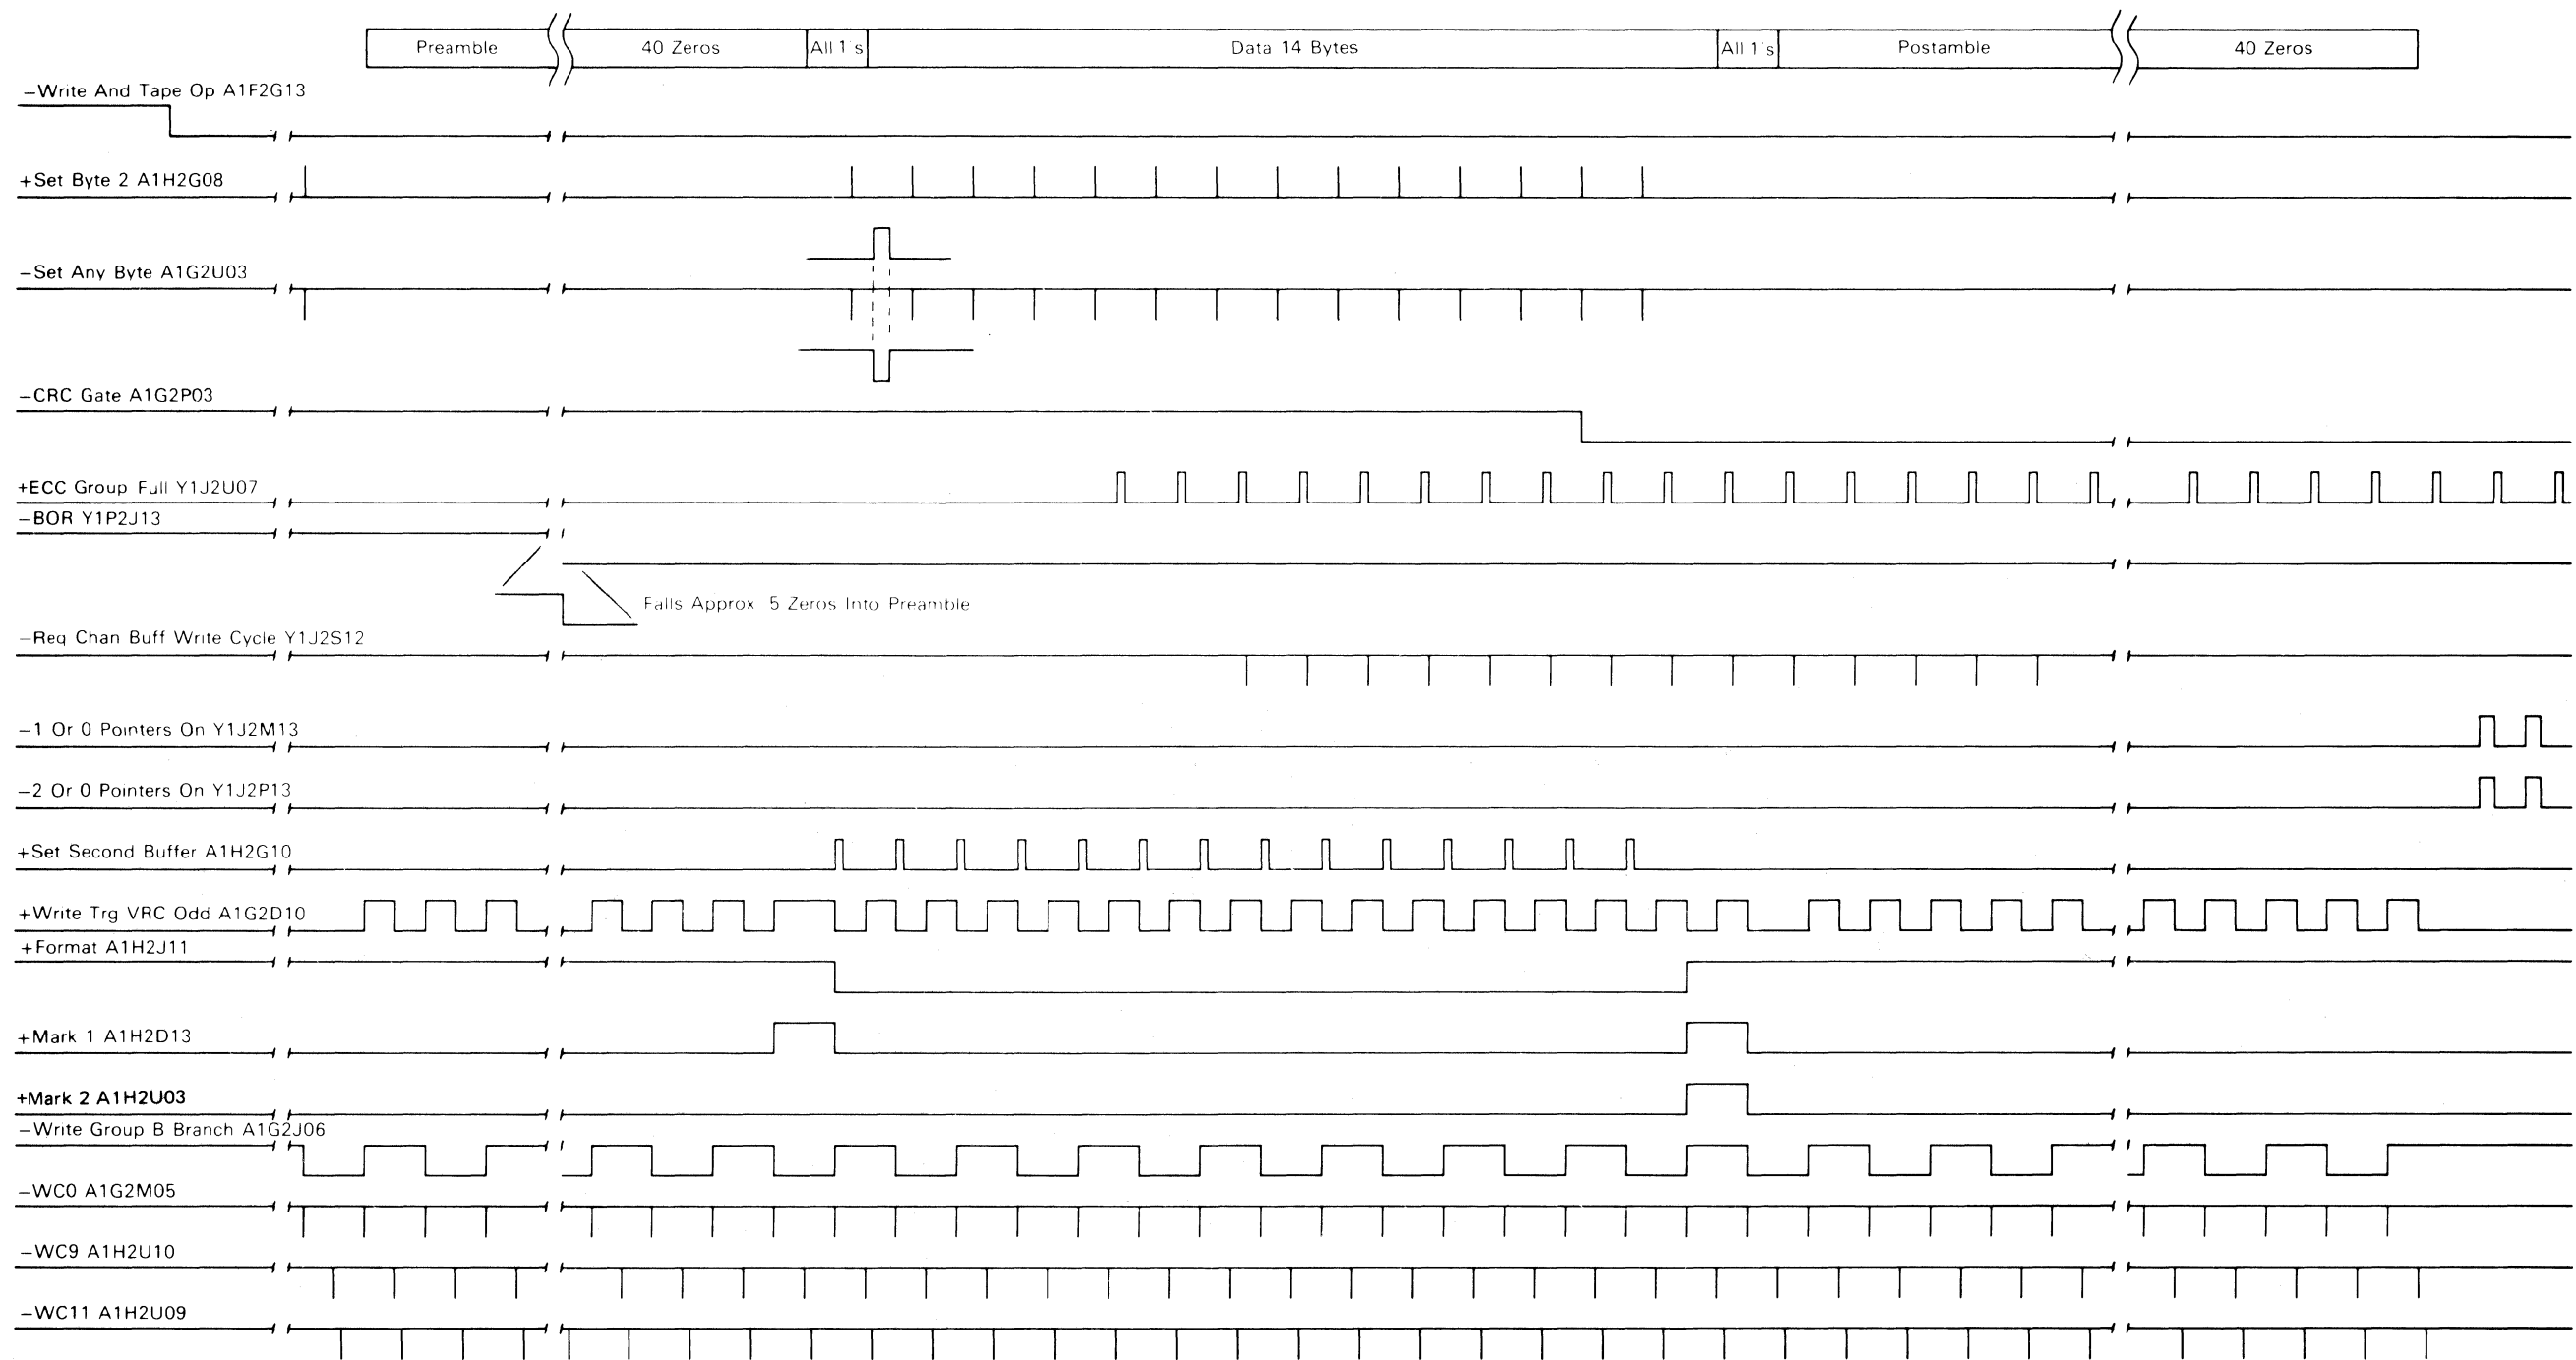 Preamble 40 Zeros All 1's Data 14 Bytes All 1's Postamble 40 Zeros
−Write And Tape Op A1F2G13
+Set Byte 2 A1H2G08
−Set Any Byte A1G2U03
−CRC Gate A1G2P03
+ECC Group Full Y1J2U07
−BOR Y1P2J13
Falls Approx 5 Zeros Into Preamble
−Req Chan Buff Write Cycle Y1J2S12
−1 Or 0 Pointers On Y1J2M13
−2 Or 0 Pointers On Y1J2P13
+Set Second Buffer A1H2G10
+Write Trg VRC Odd A1G2D10
+Format A1H2J11
+Mark 1 A1H2D13
+Mark 2 A1H2U03
−Write Group B Branch A1G2J06
−WC0 A1G2M05
−WC9 A1H2U10
−WC11 A1H2U09